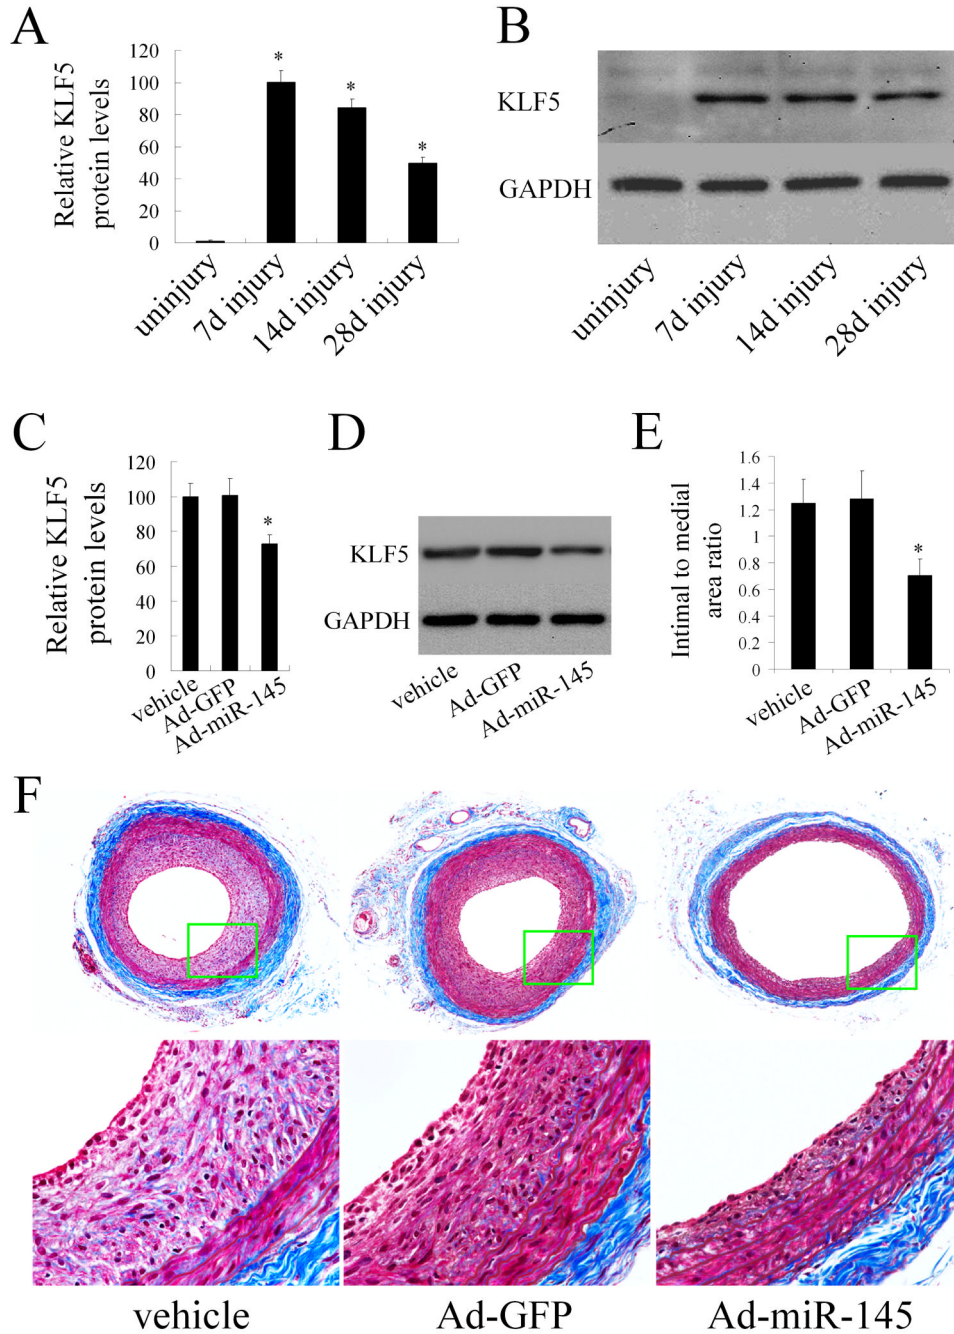 A
Relative KLF5
protein levels
120
100
80
60
40
20
0
*
*
*
uninjury
7d injury
14d injury
28d injury
B
KLF5
GAPDH
uninjury
7d injury
14d injury
28d injury
C
Relative KLF5
protein levels
120
100
80
60
40
20
0
*
vehicle
Ad-GFP
Ad-miR-145
D
KLF5
GAPDH
vehicle
Ad-GFP
Ad-miR-145
E
Intimal to medial
area ratio
1.6
1.4
1.2
1
0.8
0.6
0.4
0.2
0
*
vehicle
Ad-GFP
Ad-miR-145
F
vehicle
Ad-GFP
Ad-miR-145